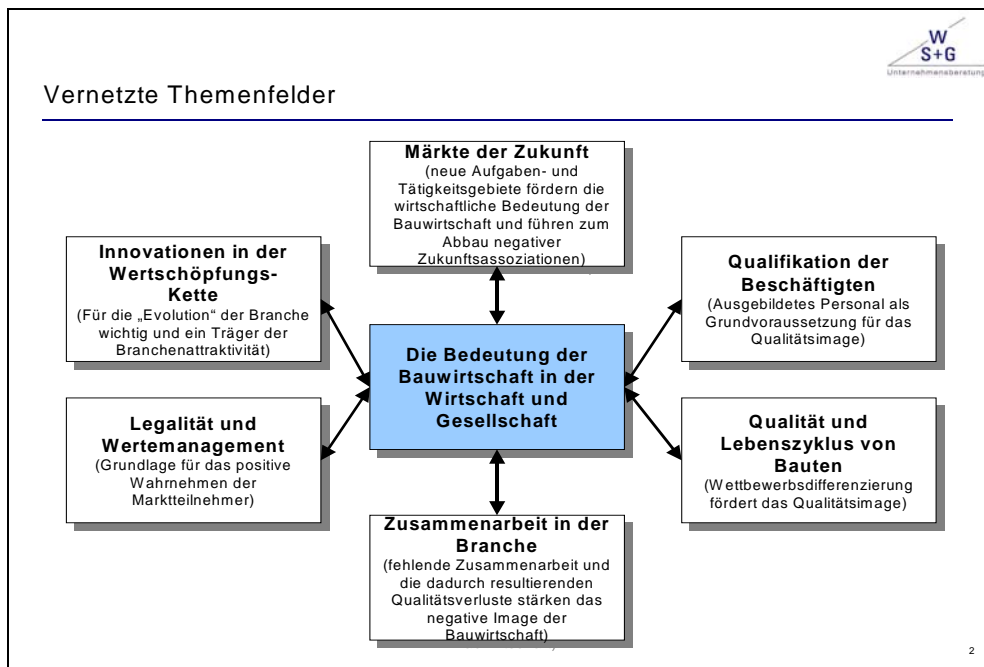 W
S+G
Unternehmensberatung
Vernetzte Themenfelder
Märkte der Zukunft
(neue Aufgaben- und
Tätigkeitsgebiete fördern die
wirtschaftliche Bedeutung der
Bauwirtschaft und führen zum
Abbau negativer
Zukunftsassoziationen)
Innovationen in der
Wertschöpfungs-
Kette
(Für die „Evolution“ der Branche
wichtig und ein Träger der
Branchenattraktivität)
Qualifikation der
Beschäftigten
(Ausgebildetes Personal als
Grundvoraussetzung für das
Qualitätsimage)
Die Bedeutung der
Bauwirtschaft in der
Wirtschaft und
Gesellschaft
Legalität und
Wertemanagement
(Grundlage für das positive
Wahrnehmen der
Marktteilnehmer)
Qualität und
Lebenszyklus von
Bauten
(Wettbewerbsdifferenzierung
fördert das Qualitätsimage)
Zusammenarbeit in der
Branche
(fehlende Zusammenarbeit und
die dadurch resultierenden
Qualitätsverluste stärken das
negative Image der
Bauwirtschaft)
2